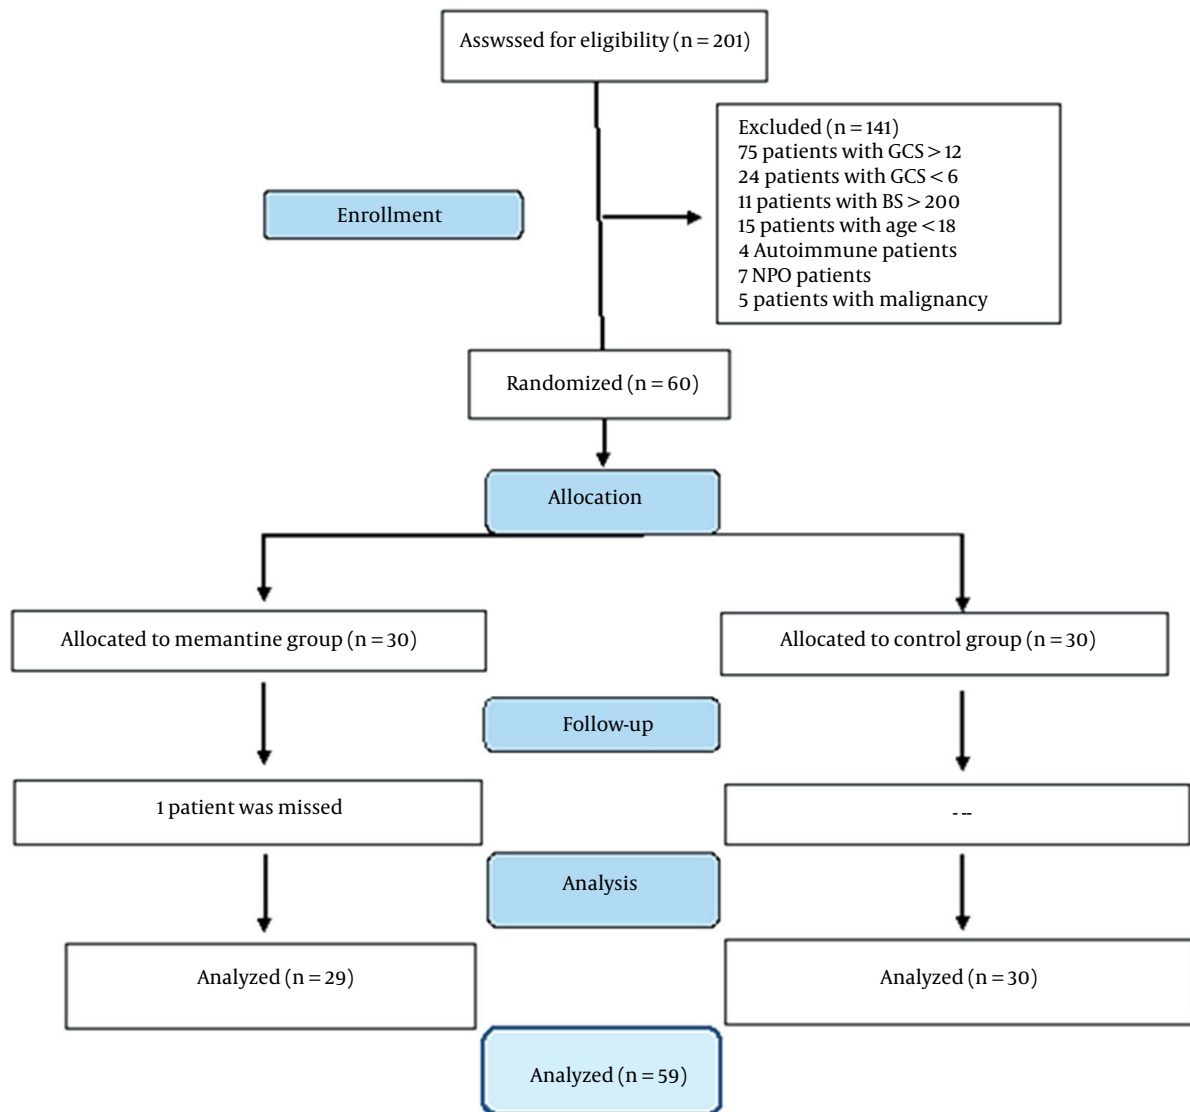 Asswssed for eligibility (n = 201)
Excluded (n = 141)
75 patients with GCS > 12
24 patients with GCS < 6
11 patients with BS > 200
15 patients with age < 18
4 Autoimmune patients
7 NPO patients
5 patients with malignancy
Enrollment
Randomized (n = 60)
Allocation
Allocated to memantine group (n = 30)
Allocated to control group (n = 30)
Follow-up
1 patient was missed
---
Analysis
Analyzed (n = 29)
Analyzed (n = 30)
Analyzed (n = 59)